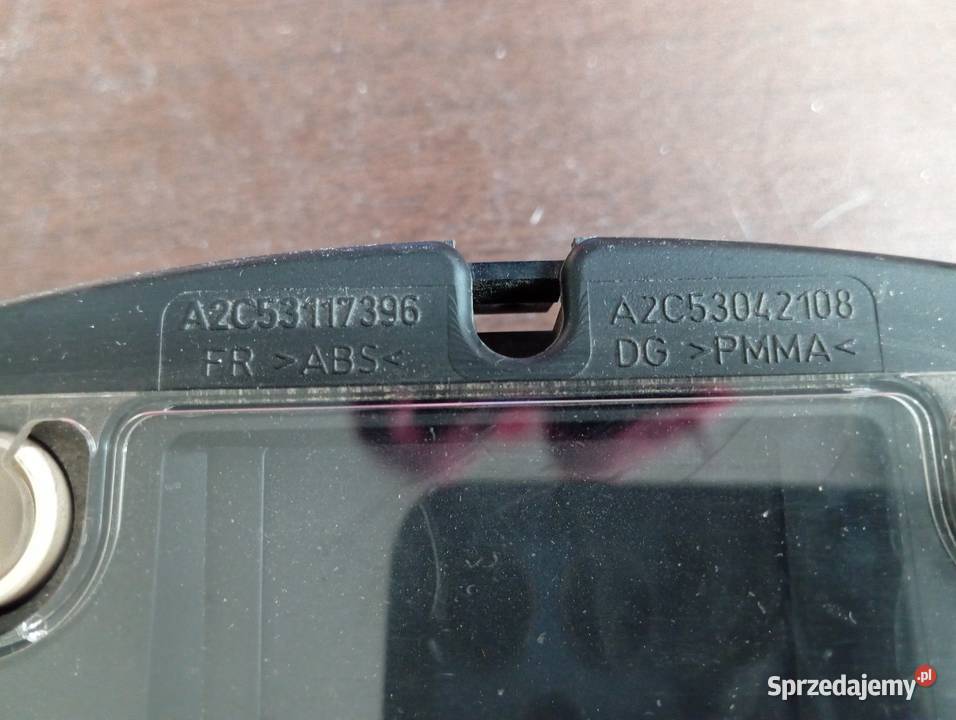 A2C53117396
FR >ABS<
A2C53042108
DG >PMMA<
Sprzedajemy.pl